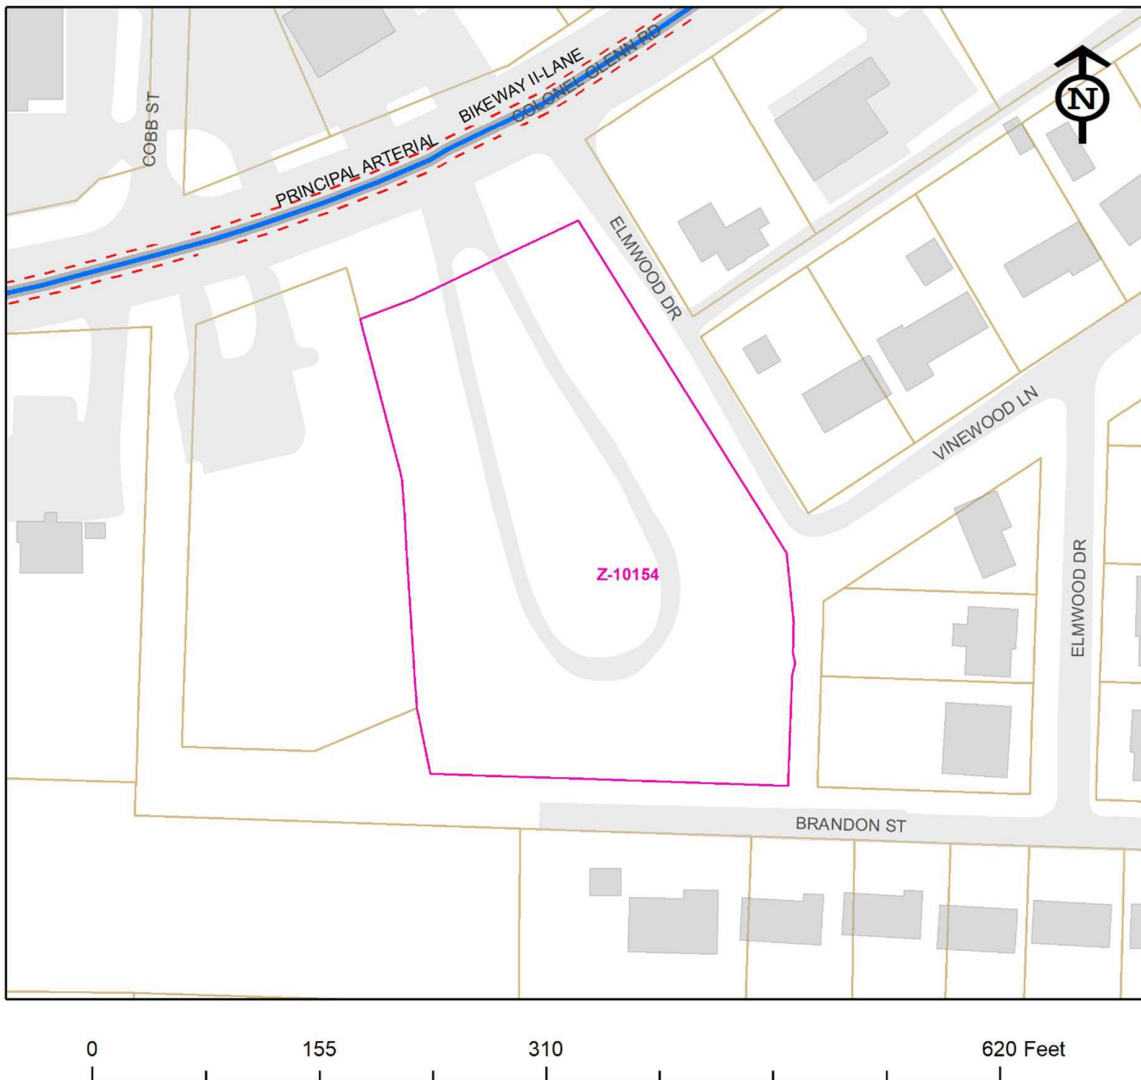 BIKEWAY II-LANE
COLONEL GLENN RD
COBB ST
PRINCIPAL ARTERIAL
N
ELMWOOD DR
VINEWOOD LN
Z-10154
ELMWOOD DR
BRANDON ST
0 155 310 620 Feet